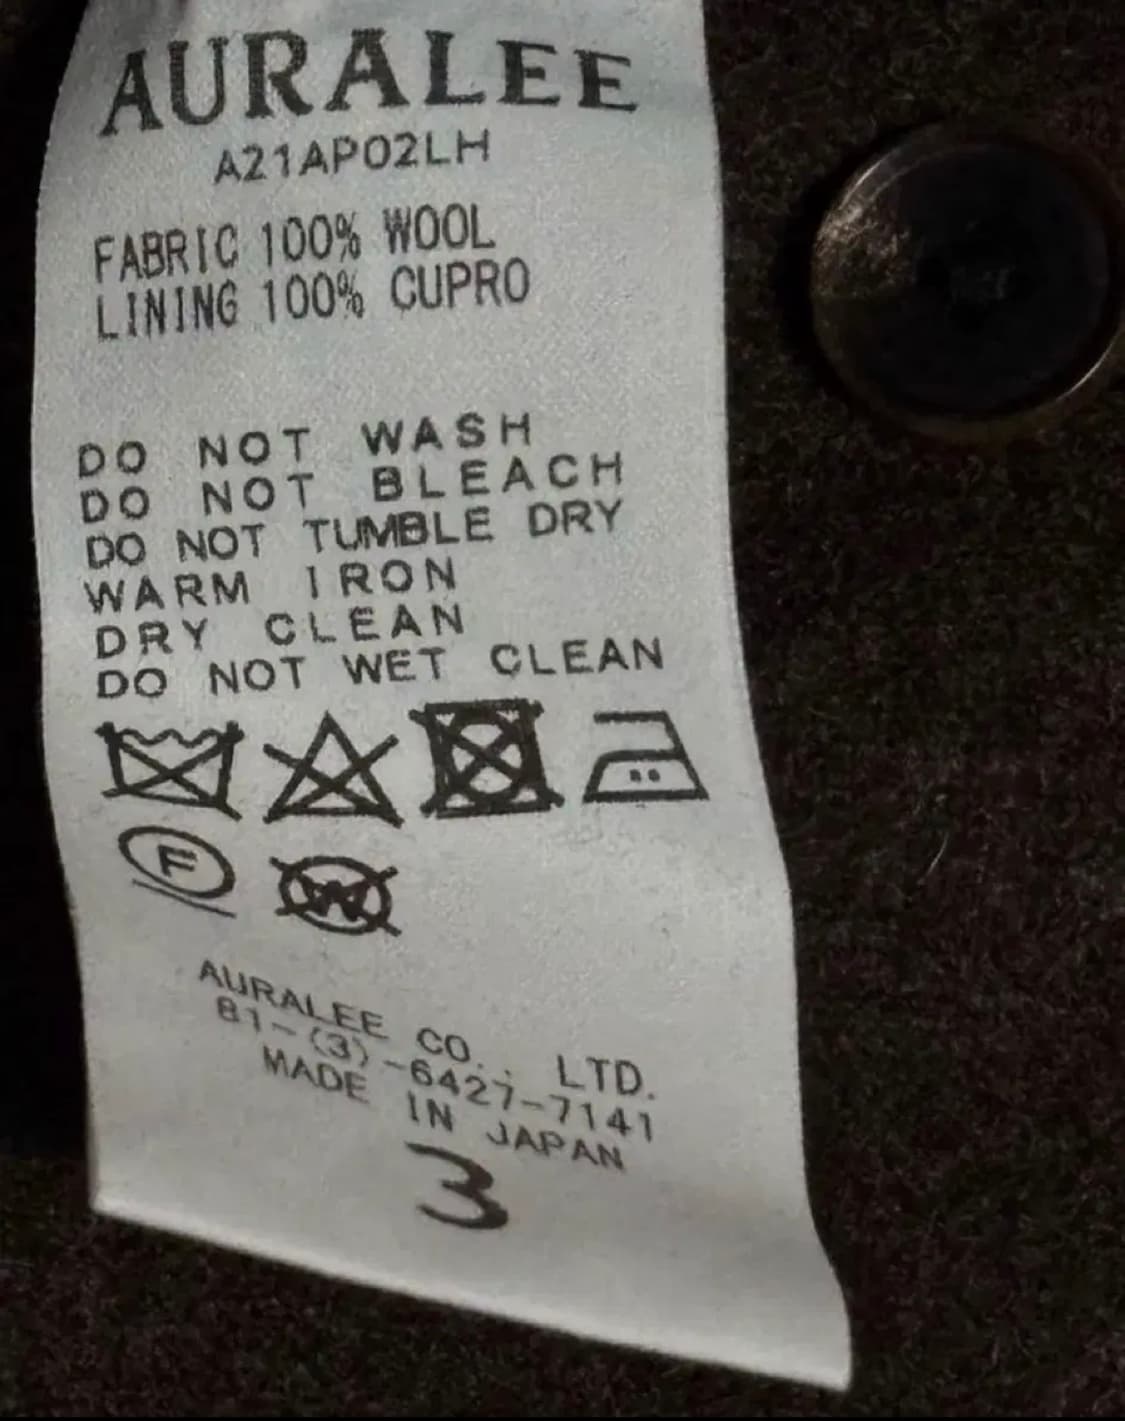 AURALEE
A21AP02LH
FABRIC 100% WOOL
LINING 100% CUPRO
DO NOT WASH
DO NOT BLEACH
DO NOT TUMBLE DRY
WARM IRON
DRY CLEAN
DO NOT WET CLEAN
F W
AURALEE CO., LTD.
81-(3)-6427-7141
MADE IN JAPAN
3